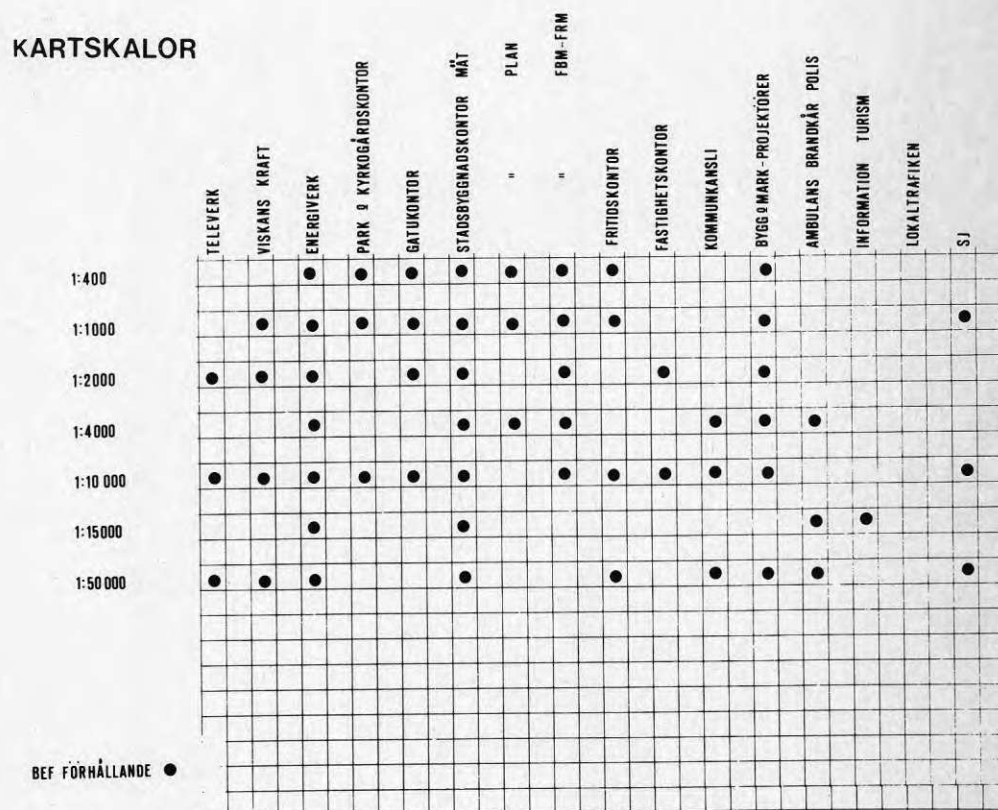 KARTSKALOR
TELEVERK
VISKANS KRAFT
ENERGIVERK
PARK O KYRKOGÅRDSKONTOR
GATUKONTOR
STADSBYGGNADSKONTOR MÄT
" PLAN
" FBM-FRM
FRITIDSKONTOR
FASTIGHETSKONTOR
KOMMUNKANSLI
BYGG O MARK-PROJEKTÖRER
AMBULANS BRANDKÅR POLIS
INFORMATION TURISM
LOKALTRAFIKEN
SJ
1:400
1:1000
1:2000
1:4000
1:10 000
1:15000
1:50 000
BEF FÖRHÅLLANDE ●